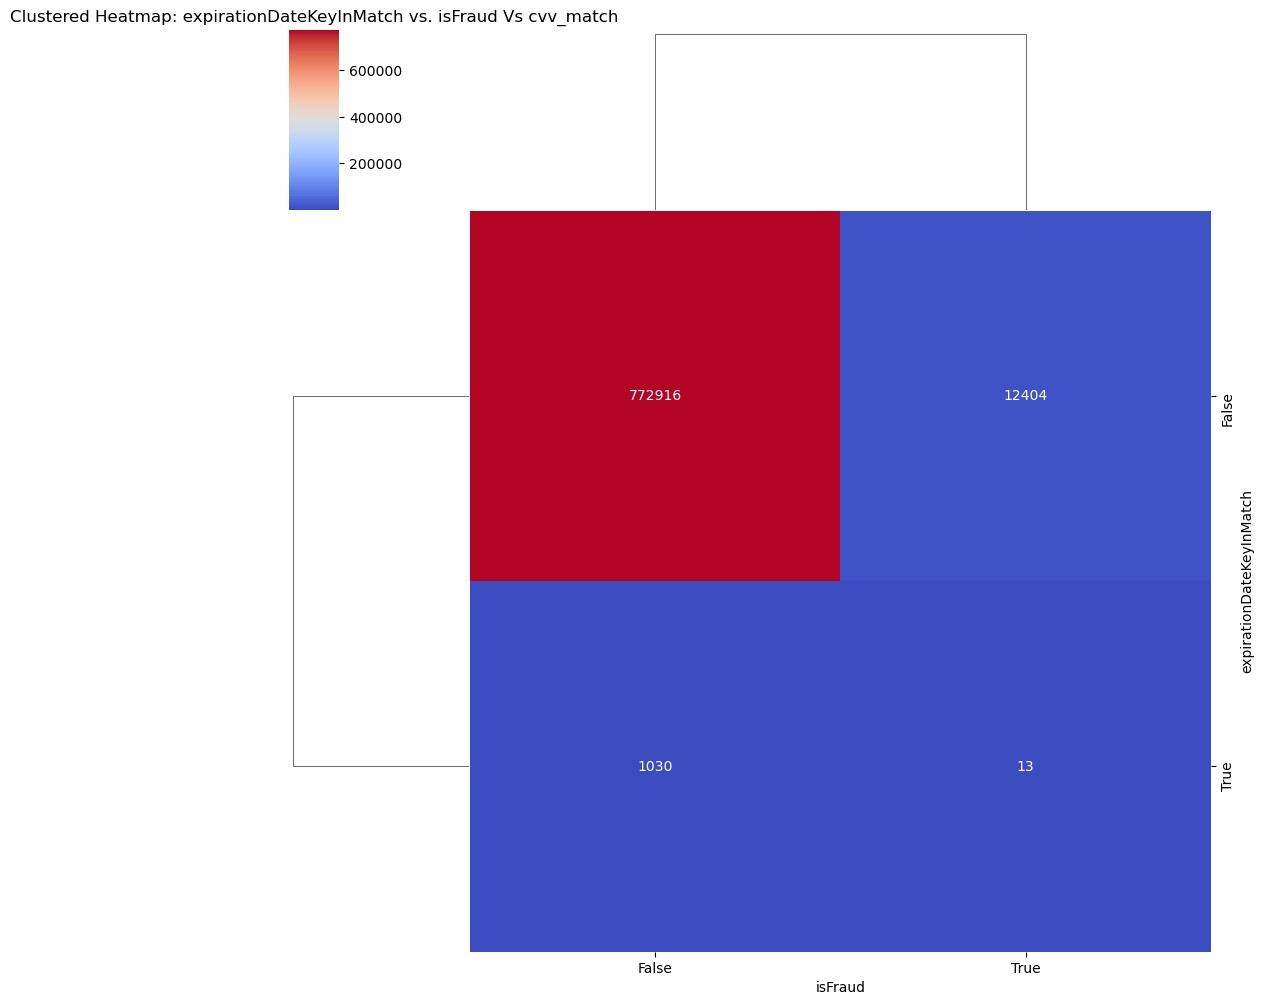 Clustered Heatmap: expirationDateKeyInMatch vs. isFraud Vs cvv_match
600000
400000
200000
772916
12404
False
expirationDateKeyInMatch
1030
13
True
False
True
isFraud